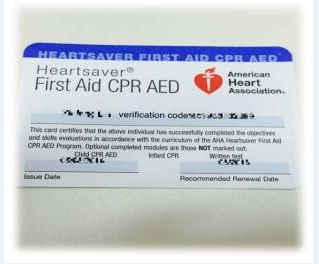 HEARTSAVER FIRST AID CPR AED
Heartsaver®
First Aid CPR AED
American
Heart
Association®
verification code
This card certifies that the above individual has successfully completed the objectives
and skills evaluations in accordance with the curriculum of the AHA Heartsaver First Aid
CPR AED Program. Optional completed modules are those NOT marked out:
Child CPR AED Infant CPR Written test
Issue Date Recommended Renewal Date